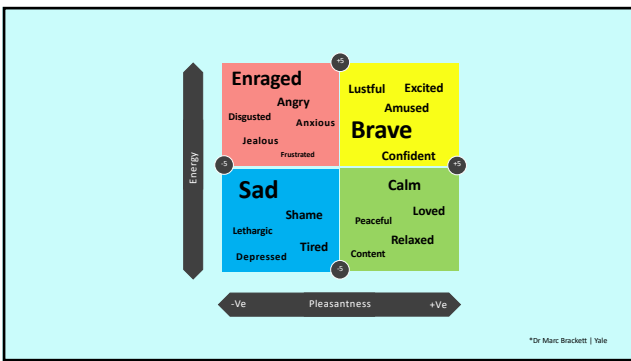 +5
Enraged
Angry
Disgusted
Anxious
Jealous
Frustrated
Lustful
Excited
Amused
Brave
Confident
Energy
-5
+5
Sad
Shame
Lethargic
Tired
Depressed
Calm
Loved
Peaceful
Relaxed
Content
-5
-Ve Pleasantness +Ve
*Dr Marc Brackett | Yale